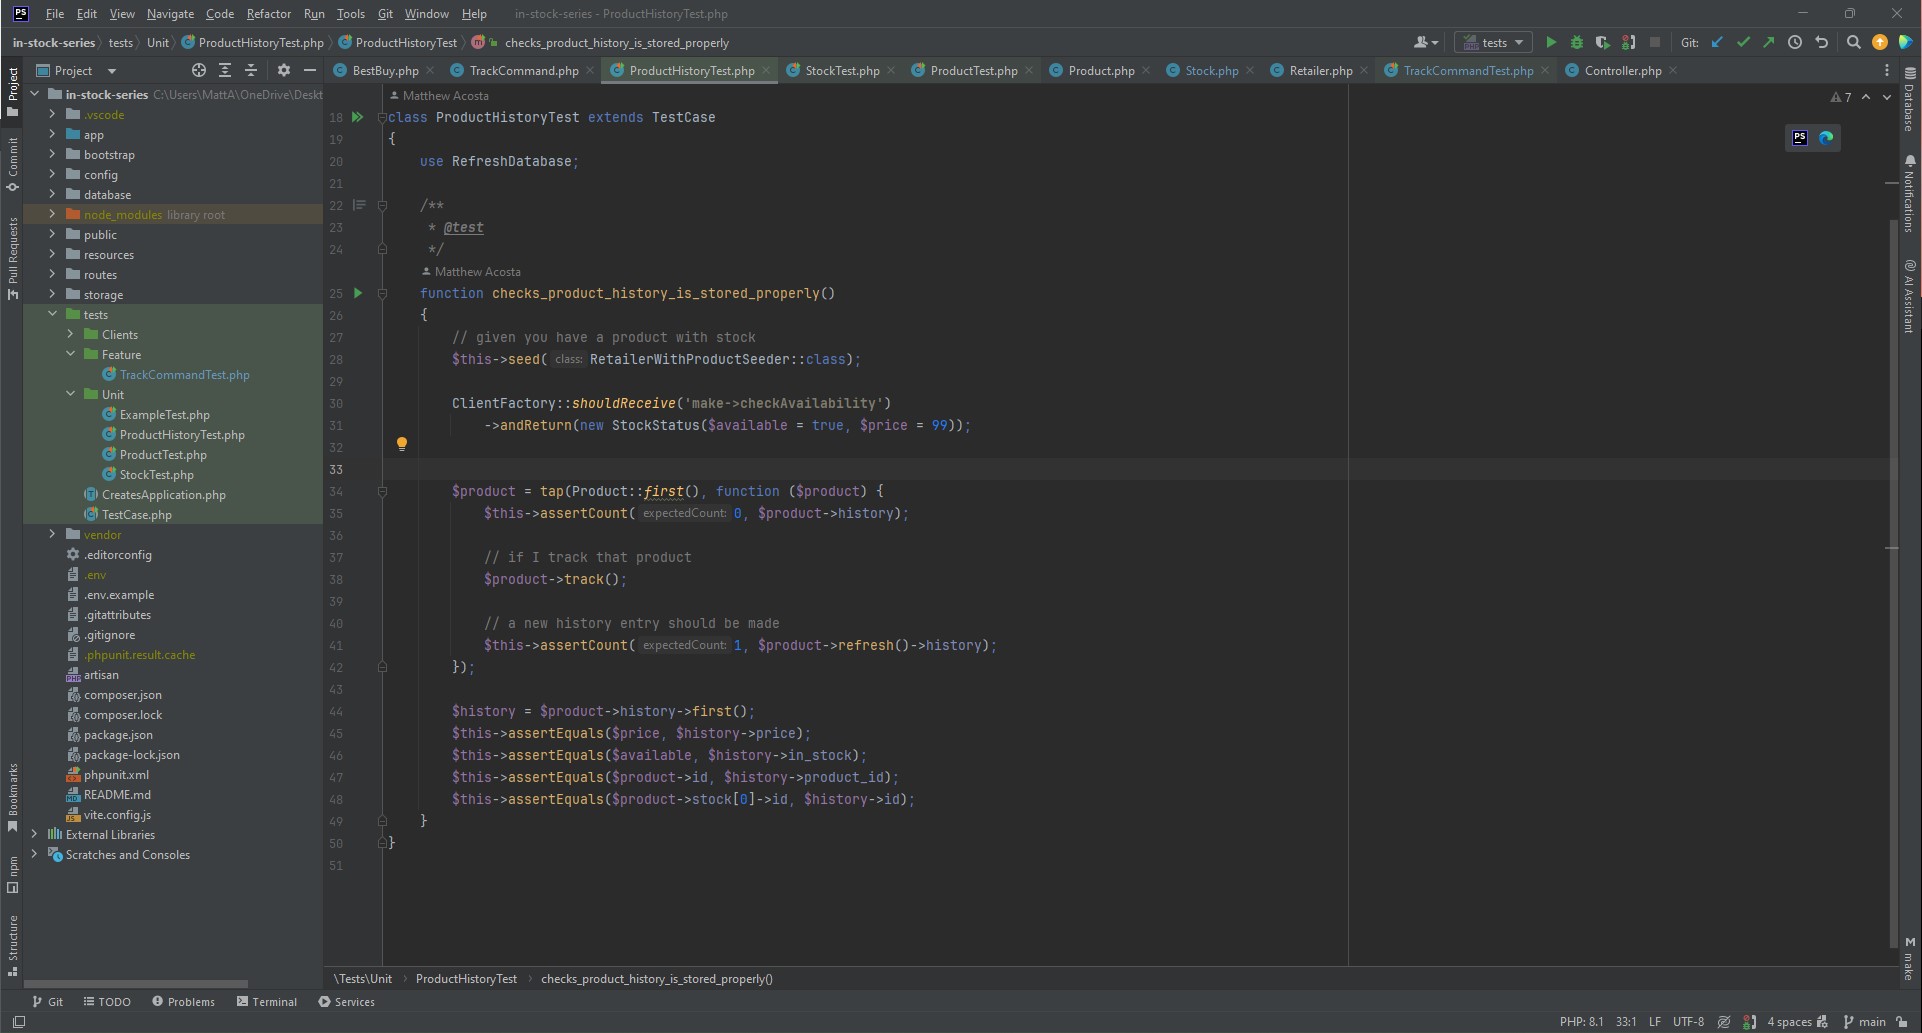 PS File Edit View Navigate Code Refactor Run Tools Git Window Help in-stock-series - ProductHistoryTest.php
in-stock-series tests Unit ProductHistoryTest.php ProductHistoryTest m checks_product_history_is_stored_properly tests Git:
Project BestBuy.php TrackCommand.php ProductHistoryTest.php StockTest.php ProductTest.php Product.php Stock.php Retailer.php TrackCommandTest.php Controller.php
Project
Commit
Pull Requests
Bookmarks
npm
Structure
in-stock-series C:\Users\MattA\OneDrive\Deskt
.vscode
app
bootstrap
config
database
node_modules library root
public
resources
routes
storage
tests
Clients
Feature
TrackCommandTest.php
Unit
ExampleTest.php
ProductHistoryTest.php
ProductTest.php
StockTest.php
CreatesApplication.php
TestCase.php
vendor
.editorconfig
.env
.env.example
.gitattributes
.gitignore
.phpunit.result.cache
artisan
composer.json
composer.lock
package.json
package-lock.json
phpunit.xml
README.md
vite.config.js
External Libraries
Scratches and Consoles
Matthew Acosta
7
18 class ProductHistoryTest extends TestCase
19 {
20 use RefreshDatabase;
21
22 /**
23 * @test
24 */
Matthew Acosta
25 function checks_product_history_is_stored_properly()
26 {
27 // given you have a product with stock
28 $this->seed( class: RetailerWithProductSeeder::class);
29
30 ClientFactory::shouldReceive('make->checkAvailability')
31 ->andReturn(new StockStatus($available = true, $price = 99));
32
33
34 $product = tap(Product::first(), function ($product) {
35 $this->assertCount( expectedCount: 0, $product->history);
36
37 // if I track that product
38 $product->track();
39
40 // a new history entry should be made
41 $this->assertCount( expectedCount: 1, $product->refresh()->history);
42 });
43
44 $history = $product->history->first();
45 $this->assertEquals($price, $history->price);
46 $this->assertEquals($available, $history->in_stock);
47 $this->assertEquals($product->id, $history->product_id);
48 $this->assertEquals($product->stock[0]->id, $history->id);
49 }
50 }
51
PS
Database
Notifications
AI Assistant
M make
\Tests\Unit ProductHistoryTest checks_product_history_is_stored_properly()
Git TODO Problems Terminal Services
PHP: 8.1 33:1 LF UTF-8 4 spaces main